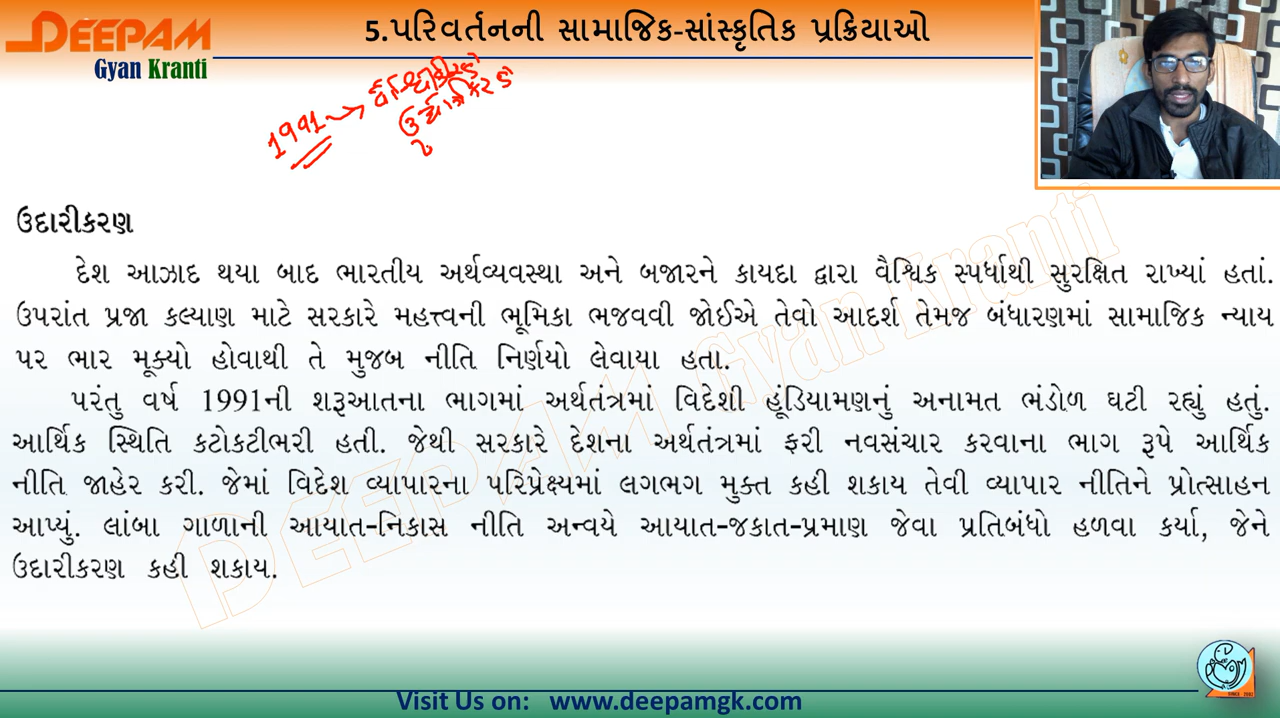 DEEPAM
Gyan Kranti
5.પરિવર્તનની સામાજિક-સાંસ્કૃતિક પ્રક્રિયાઓ
1991
ઉદારીકરણ
દેશ આઝાદ થયા બાદ ભારતીય અર્થવ્યવસ્થા અને બજારને કાયદા દ્વારા વૈશ્વિક સ્પર્ધાથી સુરક્ષિત રાખ્યાં હતાં.
ઉપરાંત પ્રજા કલ્યાણ માટે સરકારે મહત્ત્વની ભૂમિકા ભજવવી જોઈએ તેવો આદર્શ તેમજ બંધારણમાં સામાજિક ન્યાય
પર ભાર મૂક્યો હોવાથી તે મુજબ નીતિ નિર્ણયો લેવાયા હતા.
પરંતુ વર્ષ 1991ની શરૂઆતના ભાગમાં અર્થતંત્રમાં વિદેશી હૂંડિયામણનું અનામત ભંડોળ ઘટી રહ્યું હતું.
આર્થિક સ્થિતિ કટોકટીભરી હતી. જેથી સરકારે દેશના અર્થતંત્રમાં ફરી નવસંચાર કરવાના ભાગ રૂપે આર્થિક
નીતિ જાહેર કરી. જેમાં વિદેશ વ્યાપારના પરિપ્રેક્ષ્યમાં લગભગ મુક્ત કહી શકાય તેવી વ્યાપાર નીતિને પ્રોત્સાહન
આપ્યું. લાંબા ગાળાની આયાત-નિકાસ નીતિ અન્વયે આયાત-જકાત-પ્રમાણ જેવા પ્રતિબંધો હળવા કર્યા, જેને
ઉદારીકરણ કહી શકાય.
DEEPAM Gyan Kranti
Visit Us on: www.deepamgk.com